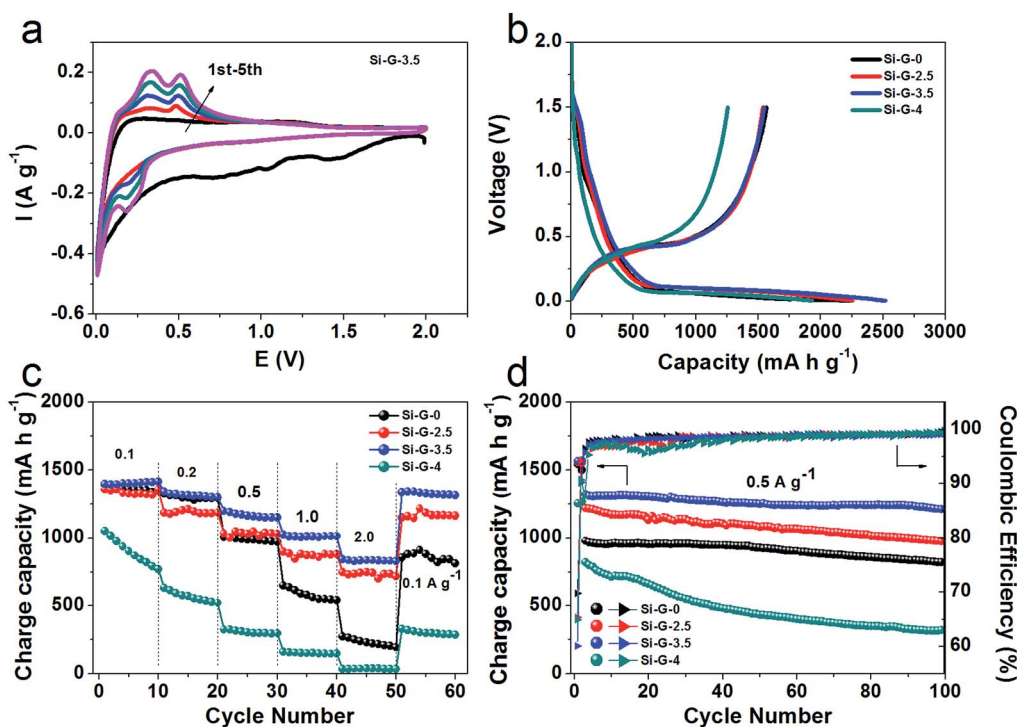 a
1st-5th
Si-G-3.5
0.2
0.0
-0.2
-0.4
-0.6
I (A g⁻¹)
0.0 0.5 1.0 1.5 2.0
E (V)
b
Si-G-0
Si-G-2.5
Si-G-3.5
Si-G-4
2.0
1.5
1.0
0.5
0.0
Voltage (V)
0 500 1000 1500 2000 2500 3000
Capacity (mA h g⁻¹)
c
Si-G-0
Si-G-2.5
Si-G-3.5
Si-G-4
2000
1500
1000
500
0
Charge capacity (mA h g⁻¹)
0.1
0.2
0.5
1.0
2.0
0.1 A g⁻¹
0 10 20 30 40 50 60
Cycle Number
d
2000
1500
1000
500
0
Charge capacity (mA h g⁻¹)
0.5 A g⁻¹
Si-G-0
Si-G-2.5
Si-G-3.5
Si-G-4
100
90
80
70
60
Coulombic Efficiency (%)
0 20 40 60 80 100
Cycle Number